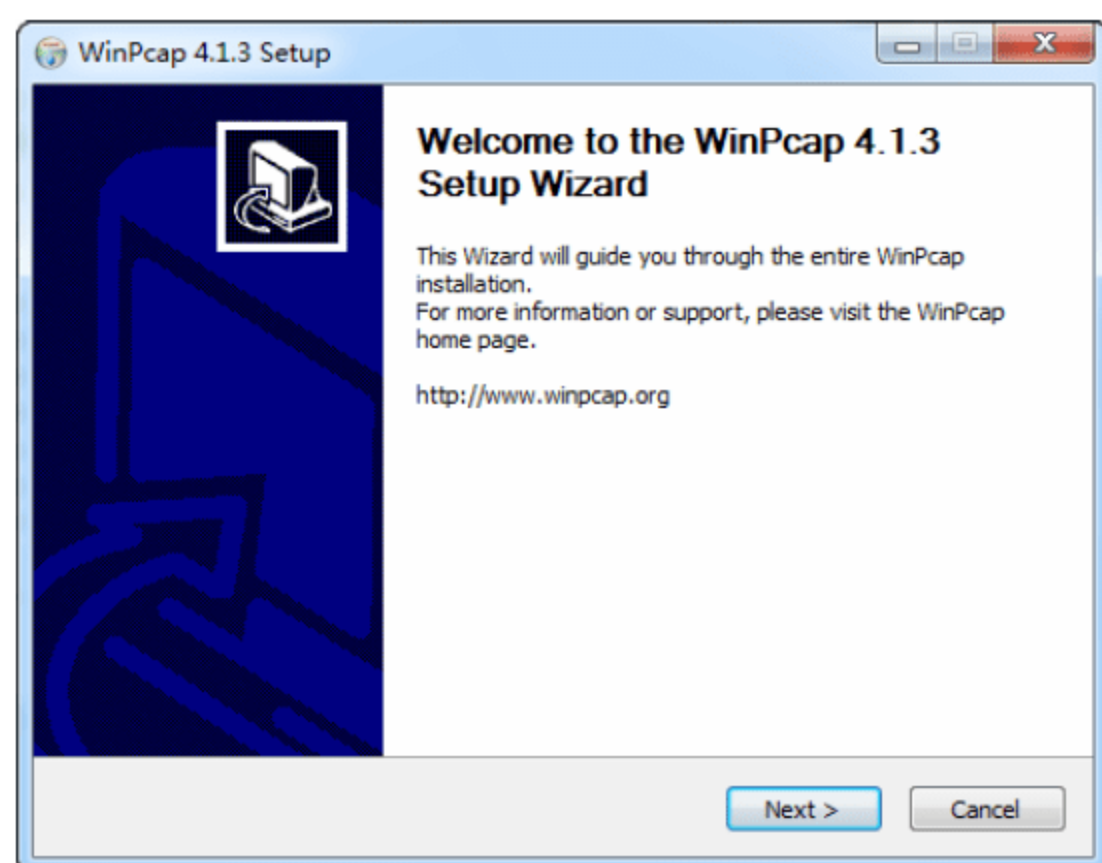 WinPcap 4.1.3 Setup
Welcome to the WinPcap 4.1.3
Setup Wizard
This Wizard will guide you through the entire WinPcap
installation.
For more information or support, please visit the WinPcap
home page.
http://www.winpcap.org
Next >
Cancel